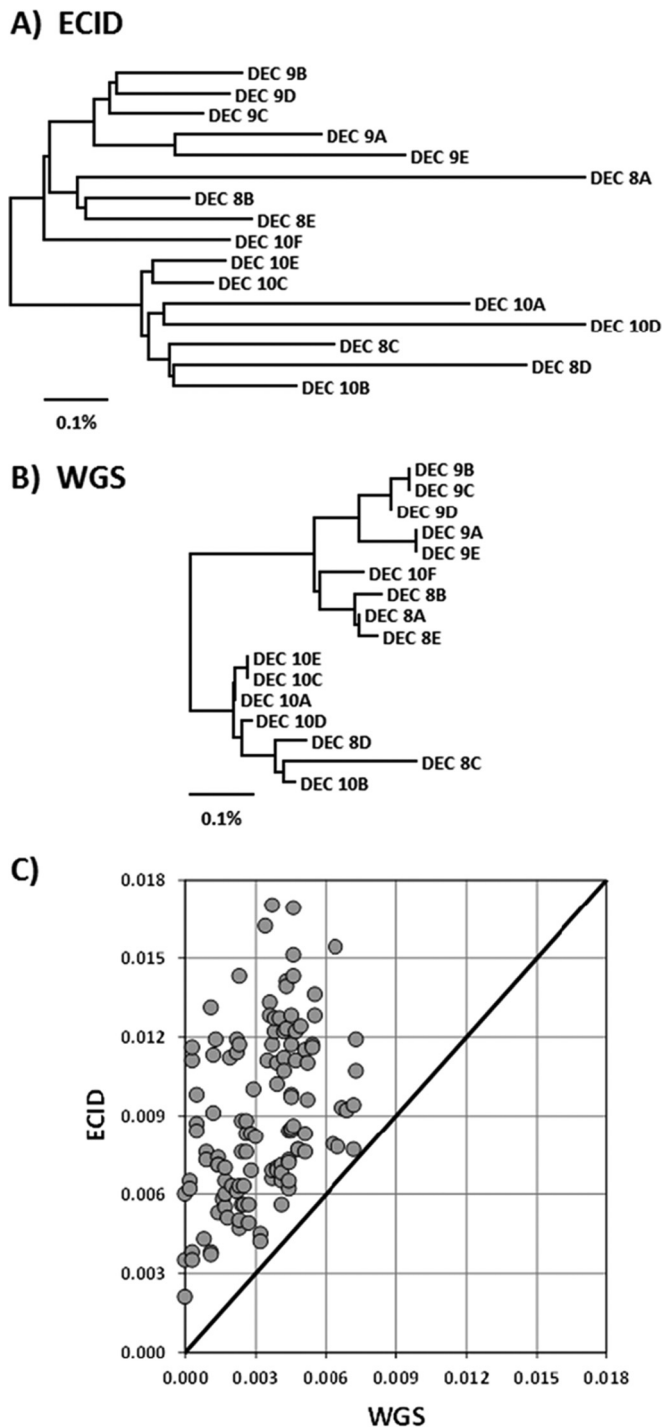 A) ECID
DEC 9B
DEC 9D
DEC 9C
DEC 9A
DEC 9E
DEC 8A
DEC 8B
DEC 8E
DEC 10F
DEC 10E
DEC 10C
DEC 10A
DEC 10D
DEC 8C
DEC 8D
DEC 10B
0.1%
B) WGS
DEC 9B
DEC 9C
DEC 9D
DEC 9A
DEC 9E
DEC 10F
DEC 8B
DEC 8A
DEC 8E
DEC 10E
DEC 10C
DEC 10A
DEC 10D
DEC 8D
DEC 8C
DEC 10B
0.1%
C)
0.018
0.015
0.012
0.009
0.006
0.003
0.000
ECID
0.000 0.003 0.006 0.009 0.012 0.015 0.018
WGS